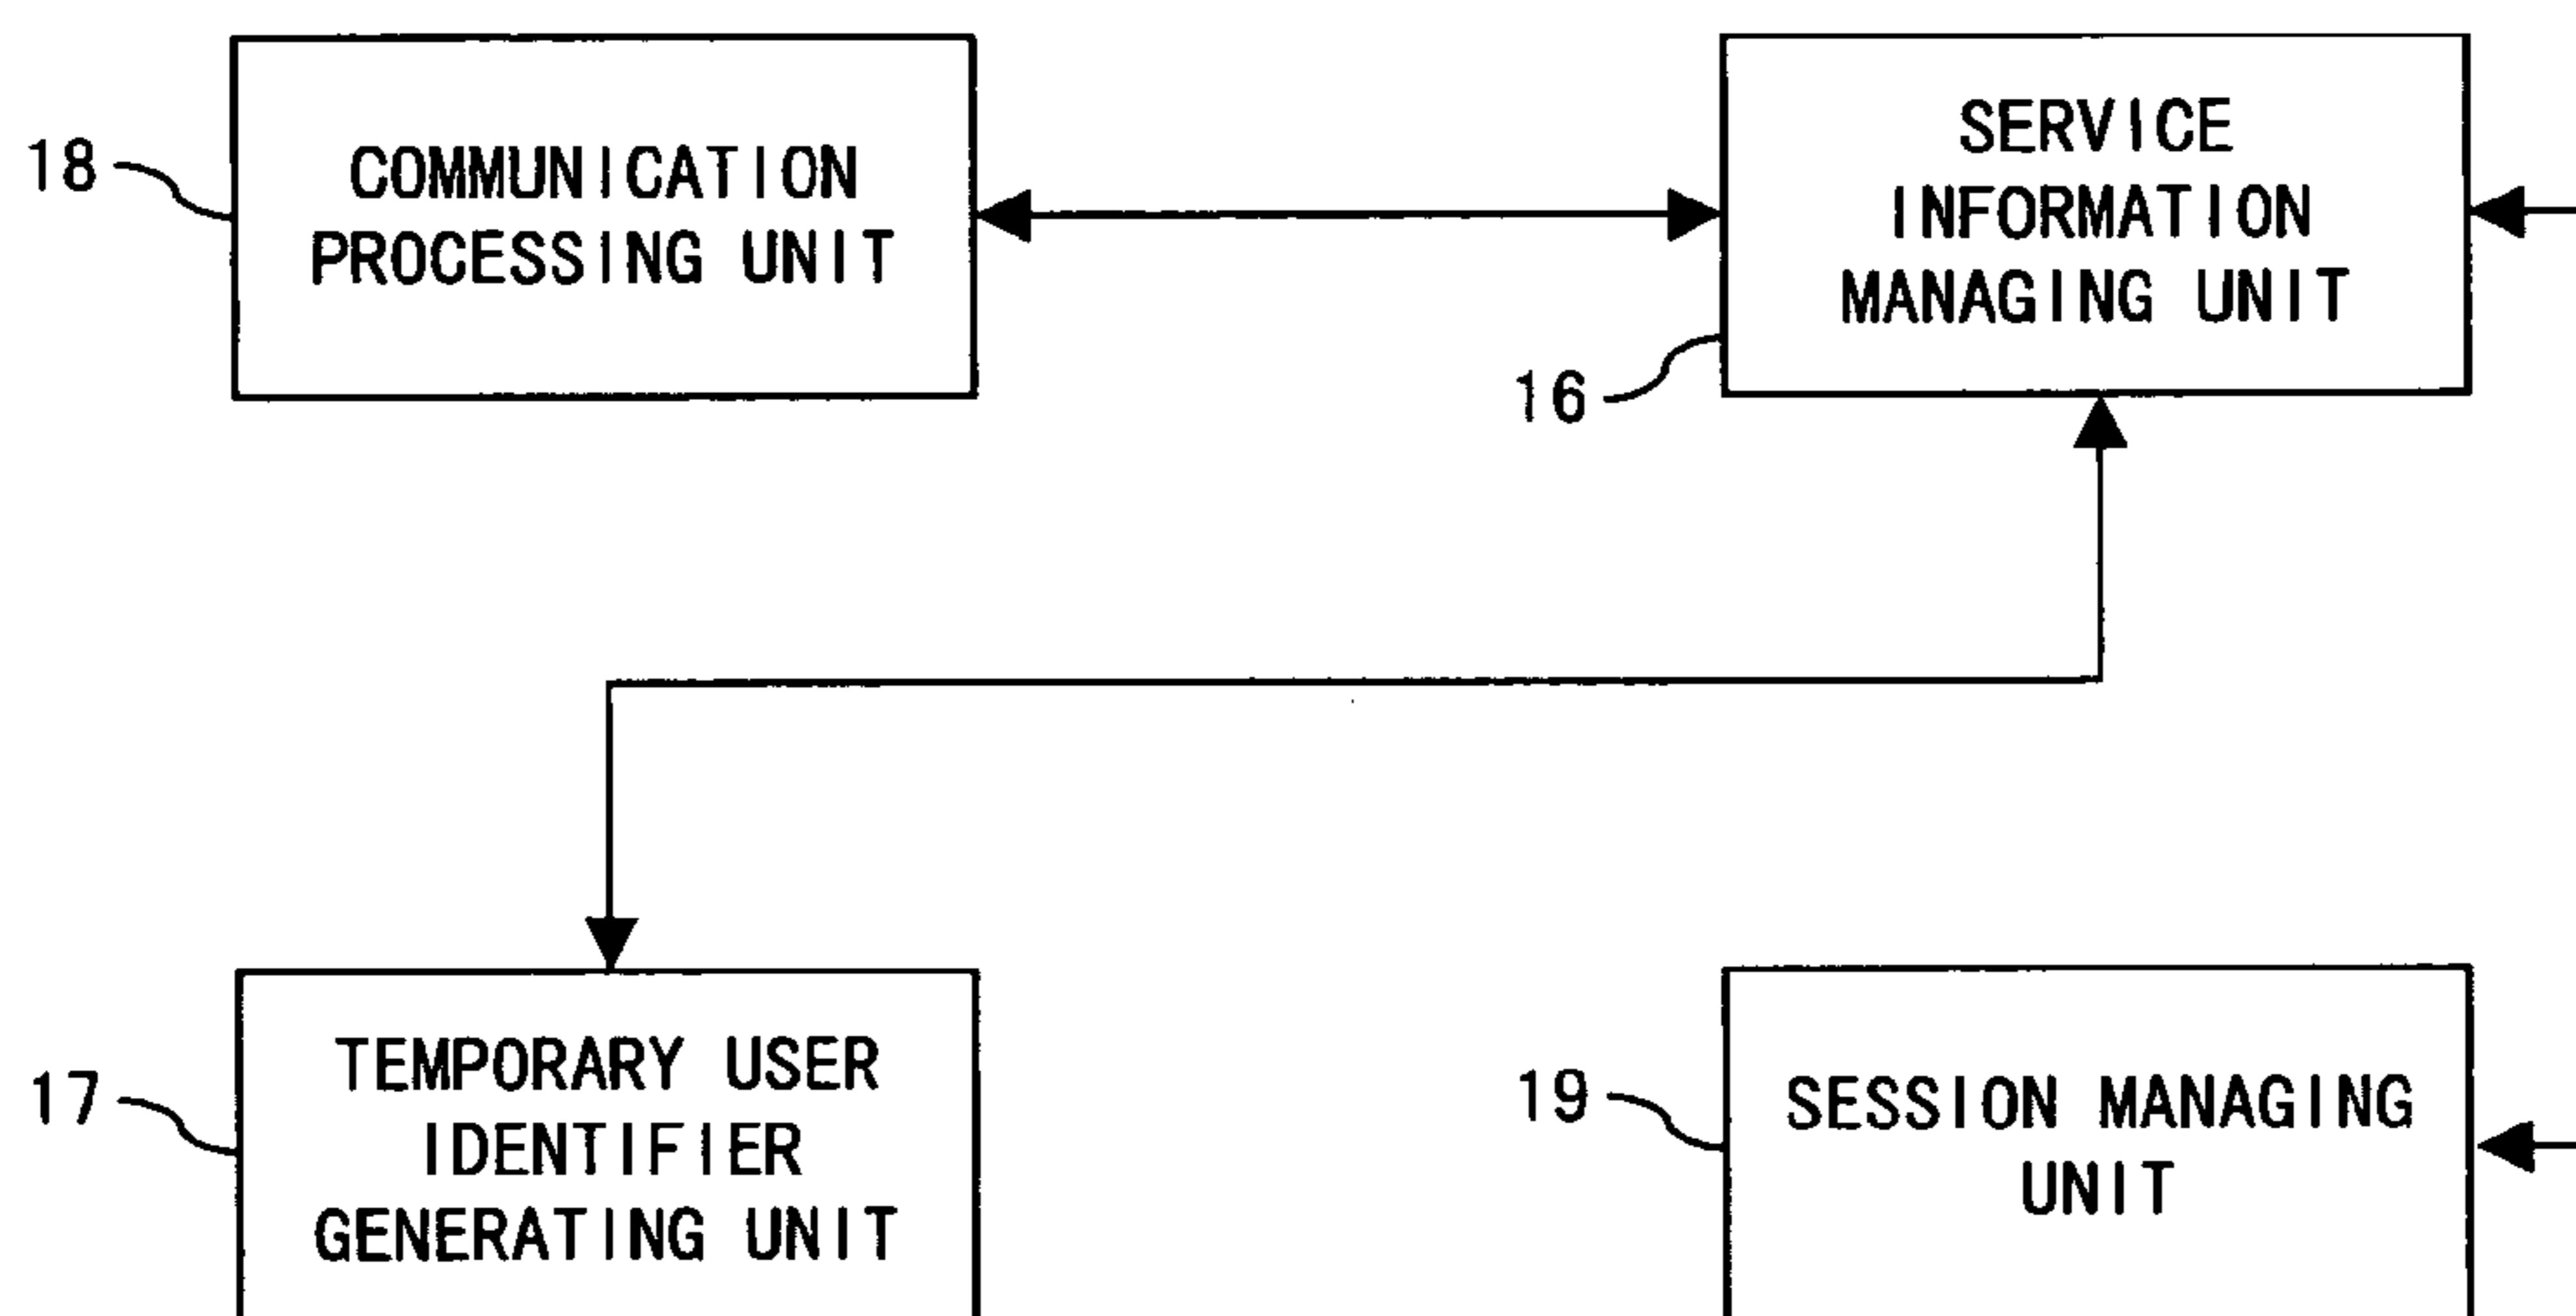 18
COMMUNICATION
PROCESSING UNIT
SERVICE
INFORMATION
MANAGING UNIT
16
17
TEMPORARY USER
IDENTIFIER
GENERATING UNIT
19
SESSION MANAGING
UNIT